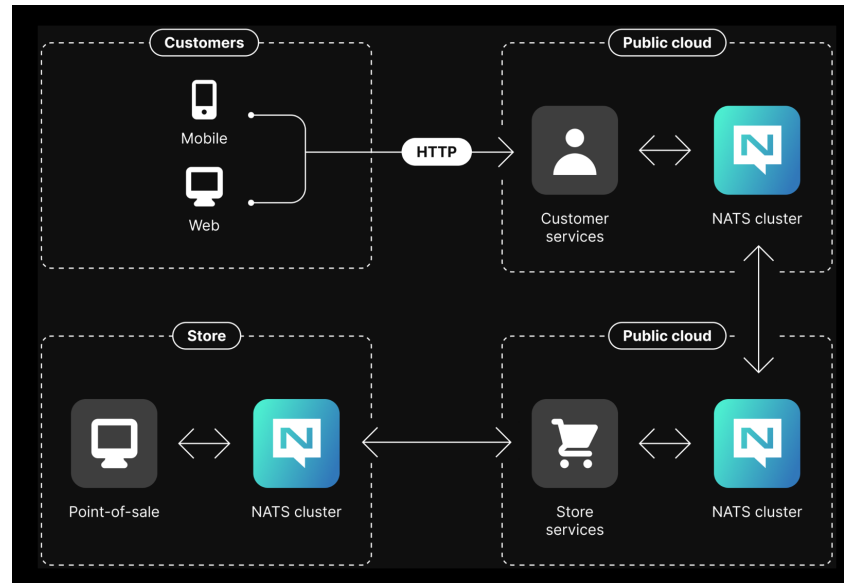 Customers
Public cloud
Mobile
HTTP
Web
Customer
services
NATS cluster
Store
Public cloud
Point-of-sale
NATS cluster
Store
services
NATS cluster